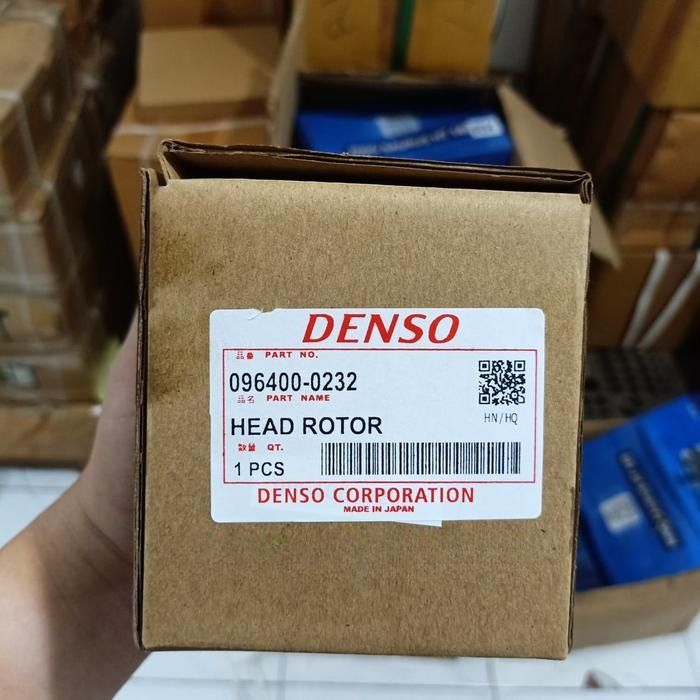 DENSO
品番 PART NO.
096400-0232
品名 PART NAME
HN/HQ
HEAD ROTOR
数量 QT.
1 PCS
DENSO CORPORATION
MADE IN JAPAN